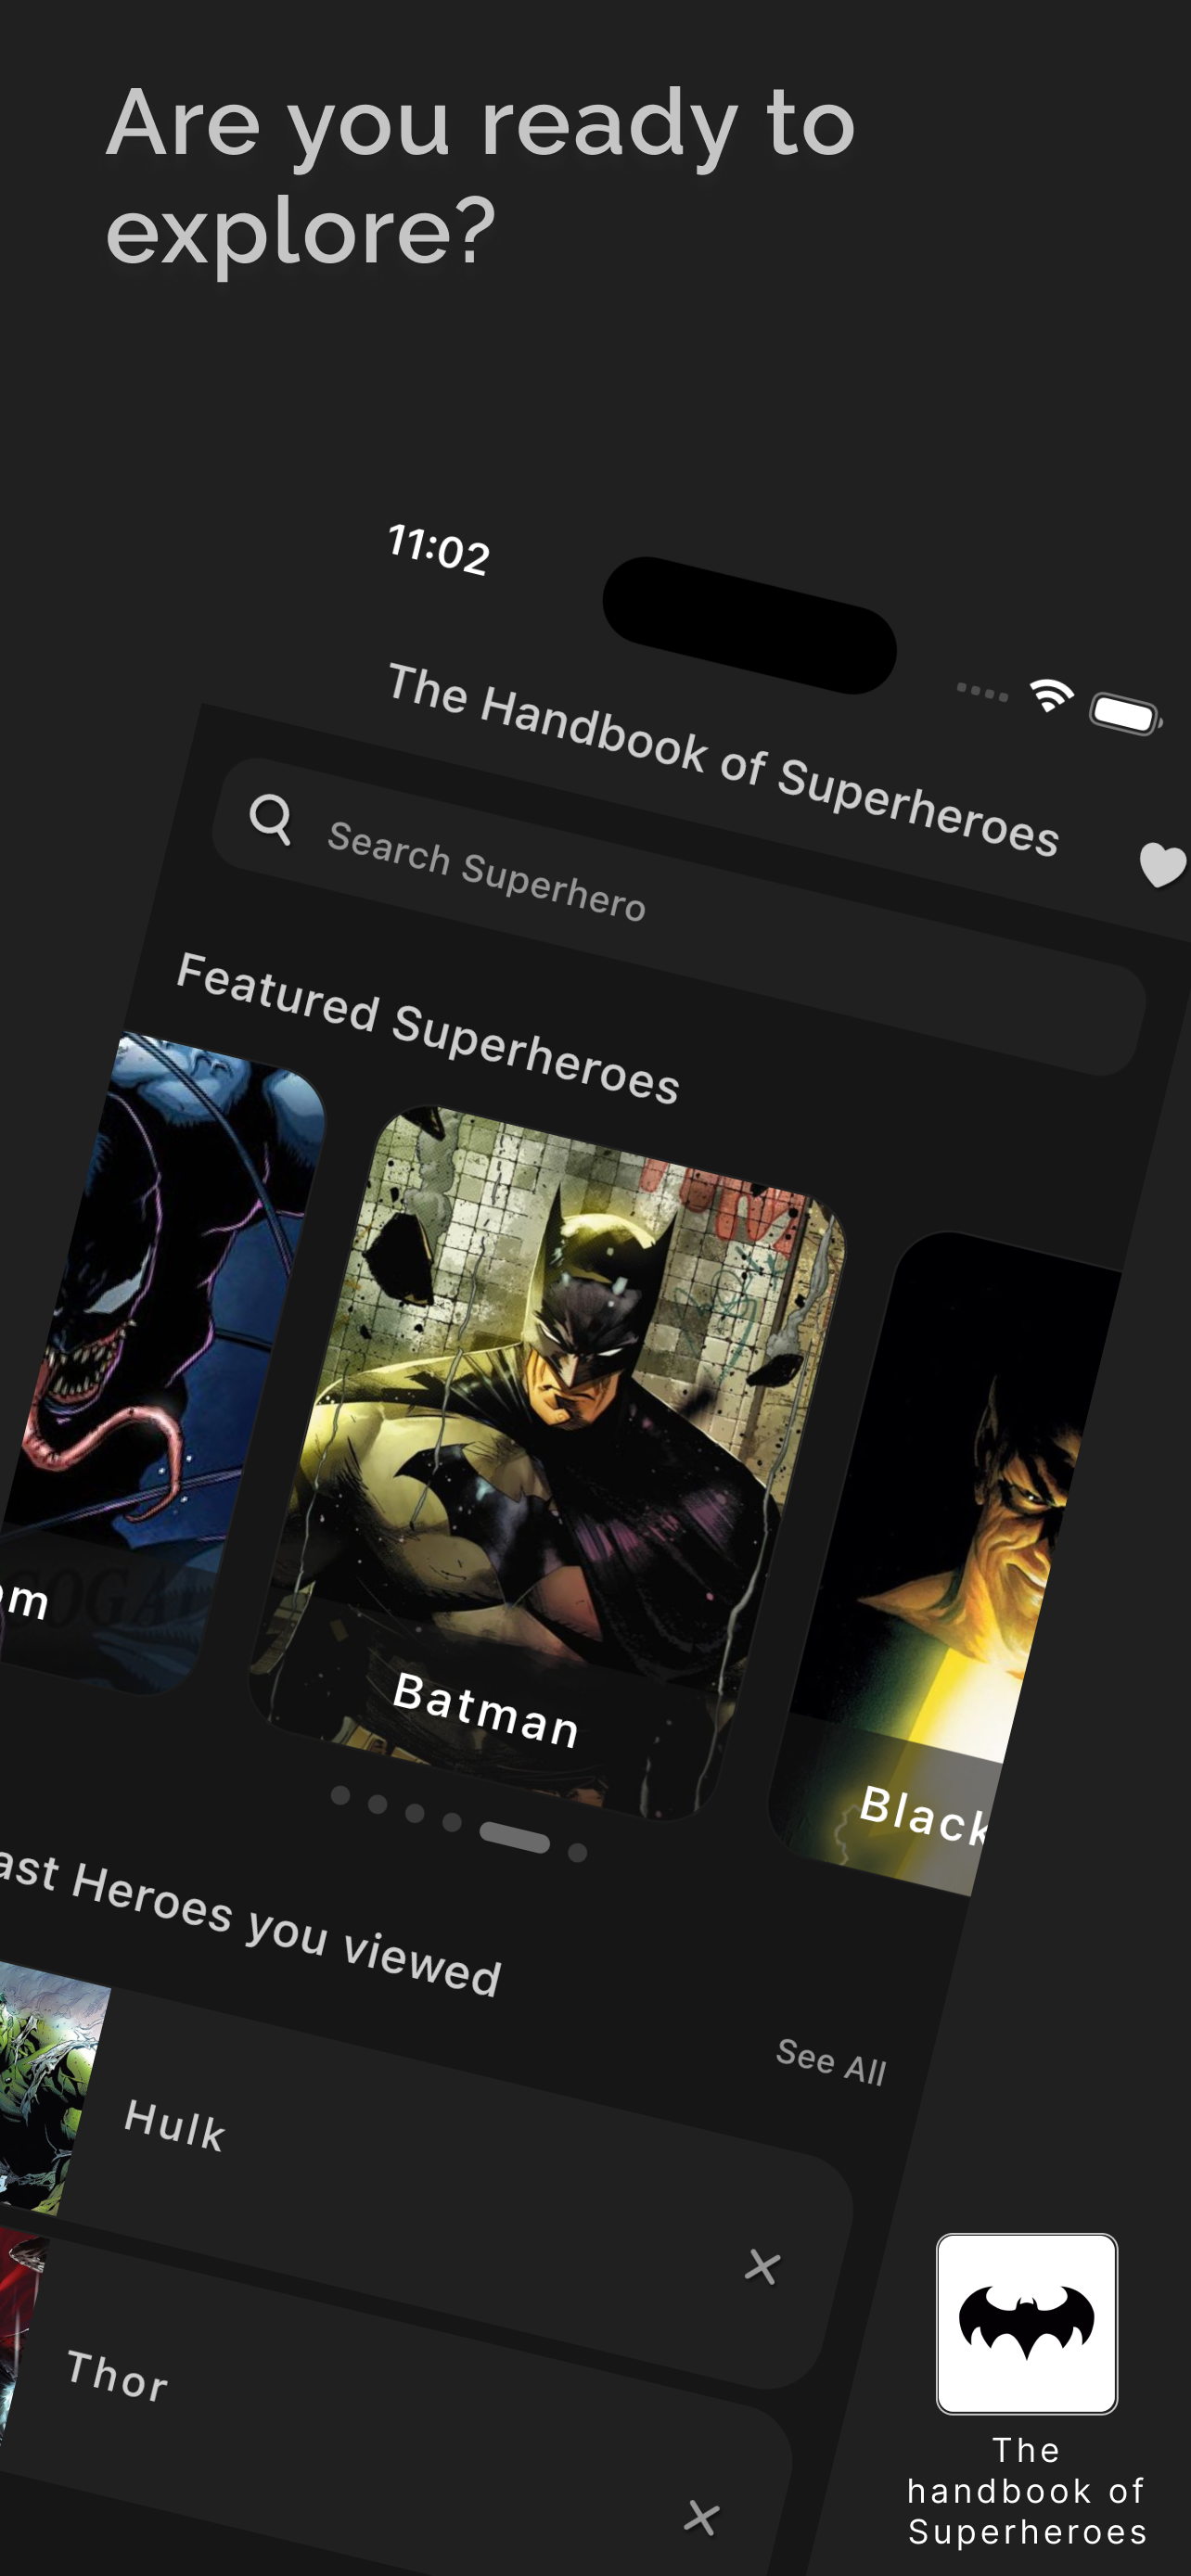 Are you ready to
explore?
11:02
The Handbook of Superheroes
Search Superhero
Featured Superheroes
om
Batman
Black
ast Heroes you viewed
See All
Hulk
Thor
The
handbook of
Superheroes